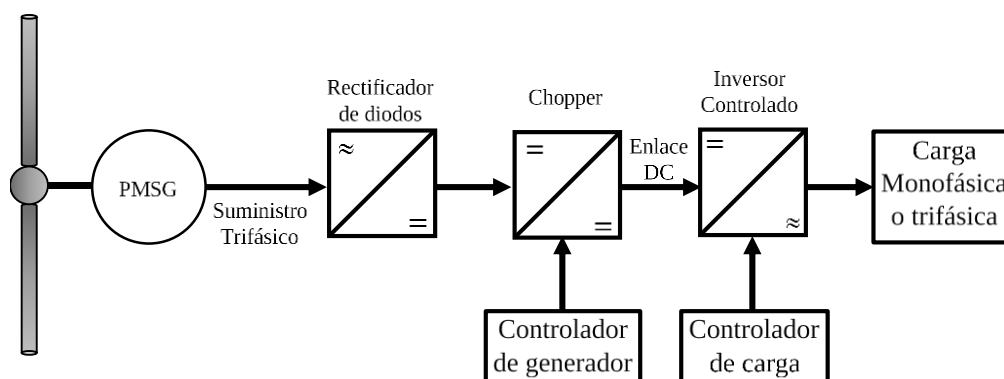 Rectificador
de diodos
Chopper
Inversor
Controlado
PMSG
Suministro
Trifásico
≈
=
=
=
Enlace
DC
=
≈
Carga
Monofásica
o trifásica
Controlador
de generador
Controlador
de carga